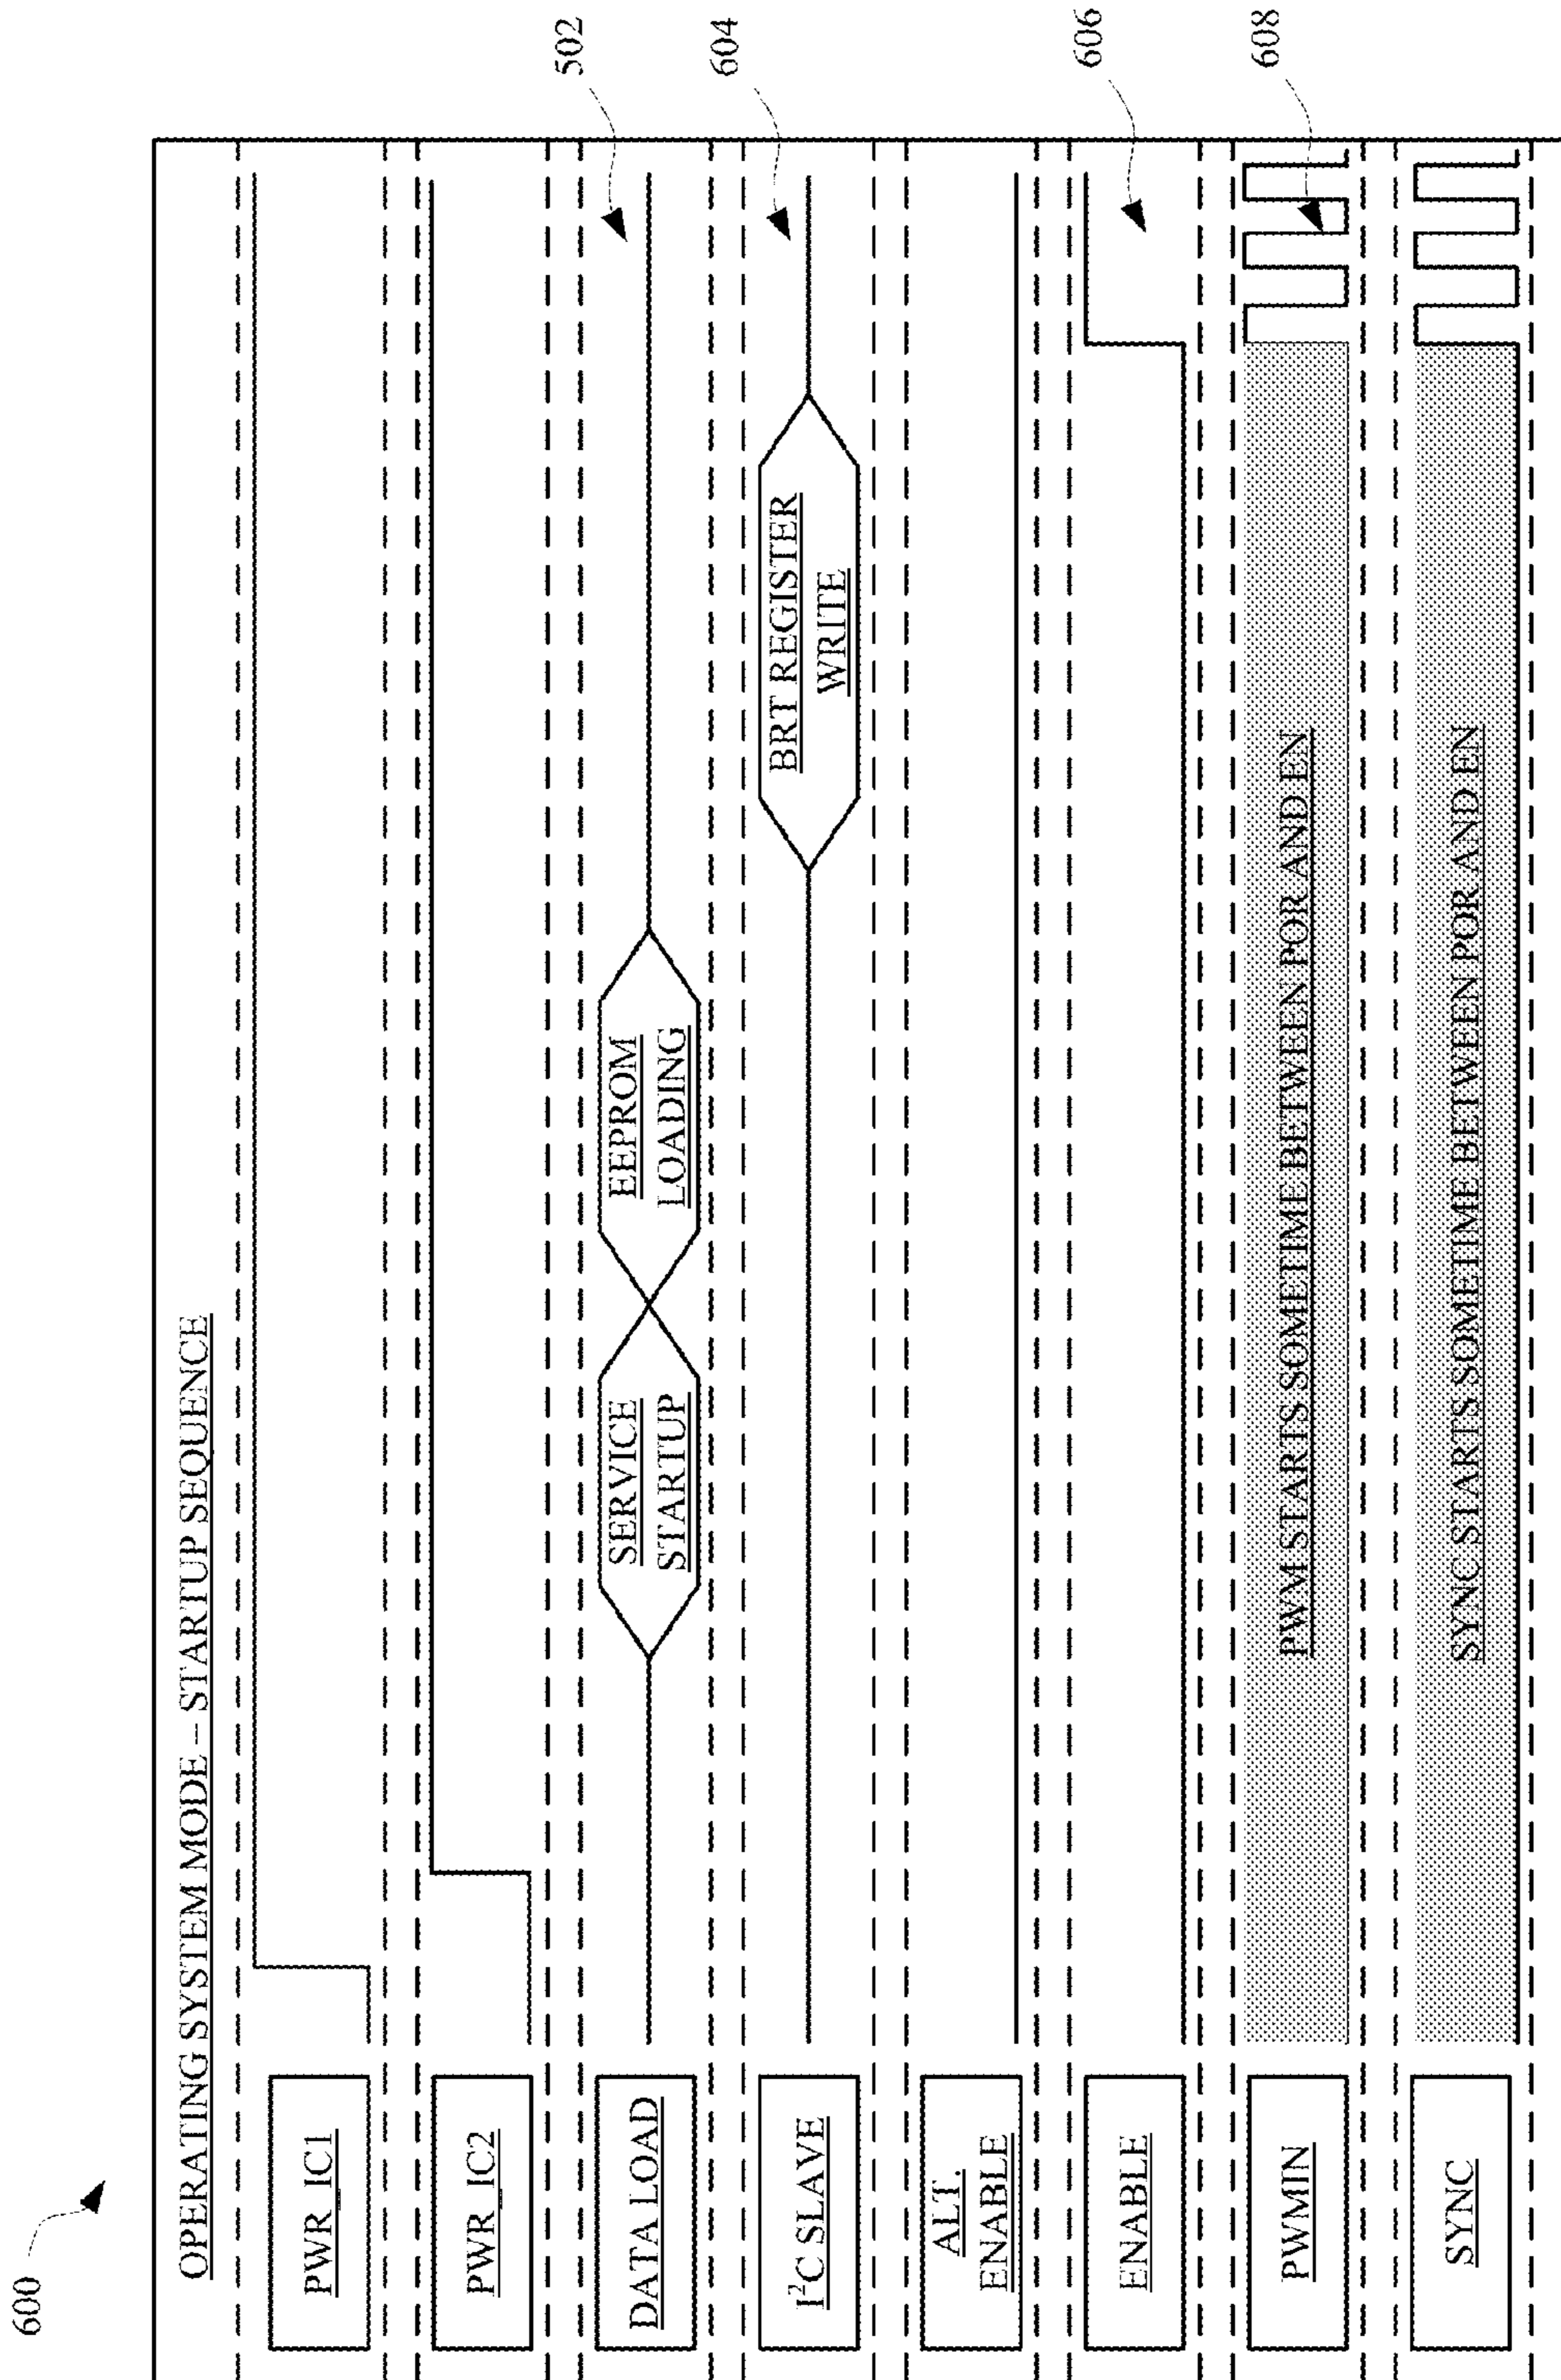 600
OPERATING SYSTEM MODE – STARTUP SEQUENCE
PWR_IC1
PWR_IC2
DATA LOAD
SERVICE
STARTUP
EEPROM
LOADING
502
I²C SLAVE
BRT REGISTER
WRITE
604
ALT.
ENABLE
ENABLE
606
PWMIN
PWM STARTS SOMETIME BETWEEN POR AND EN
608
SYNC
SYNC STARTS SOMETIME BETWEEN POR AND EN